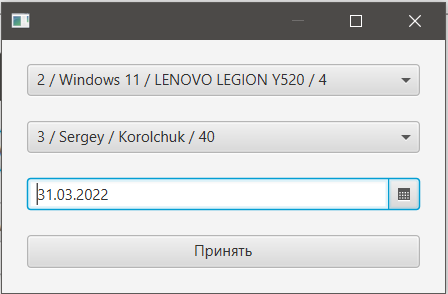 2 / Windows 11 / LENOVO LEGION Y520 / 4
3 / Sergey / Korolchuk / 40
31.03.2022
Принять